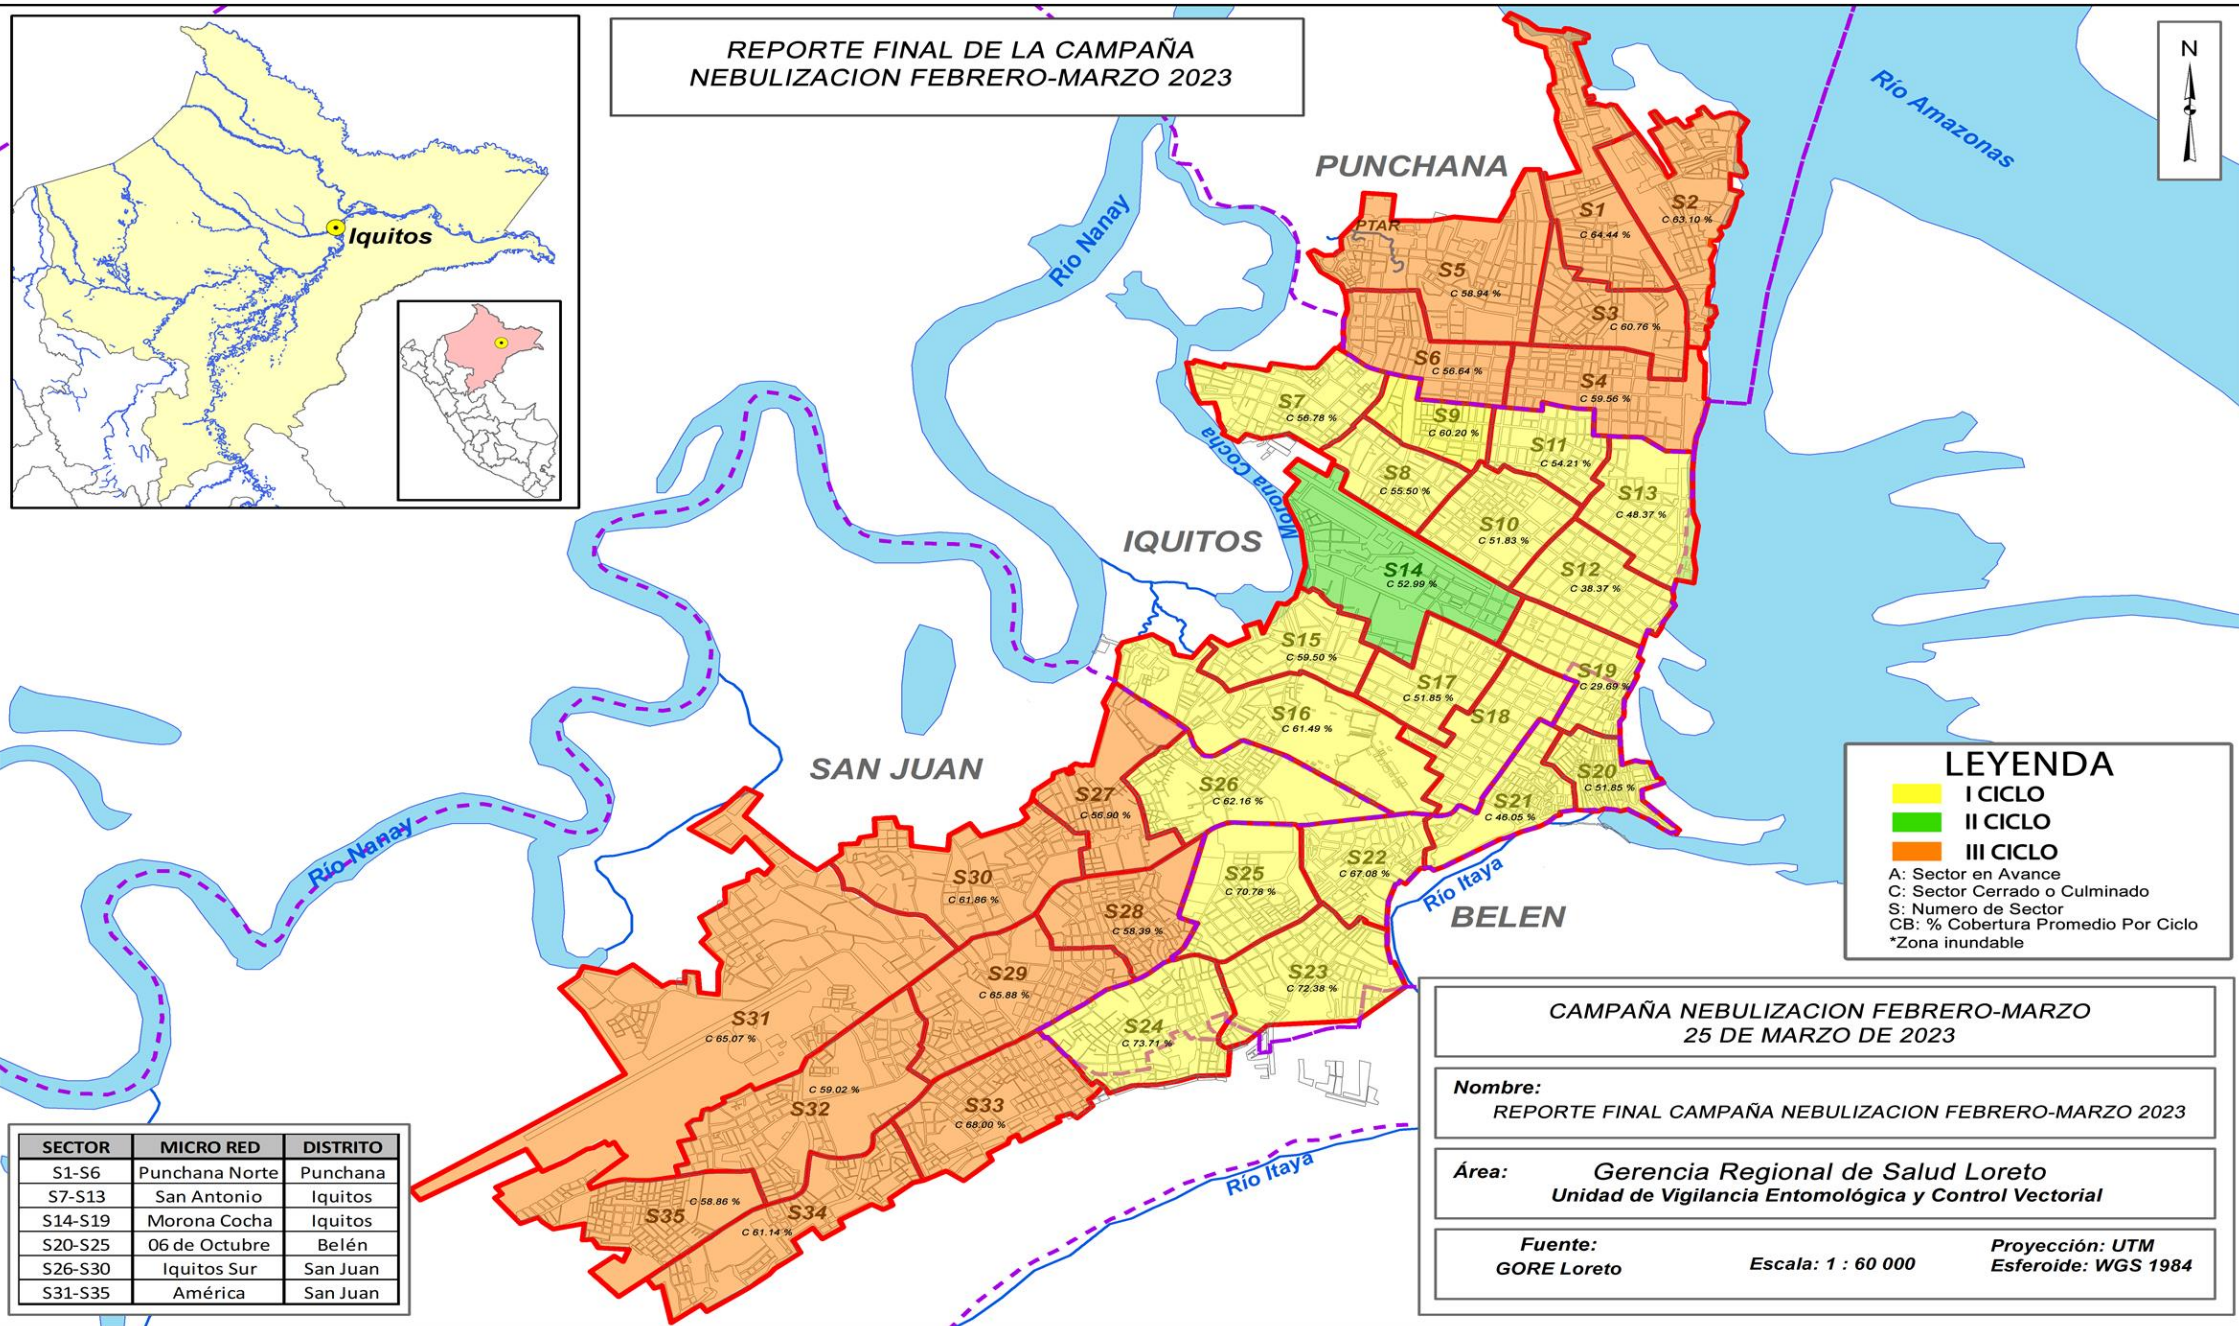 REPORTE FINAL DE LA CAMPAÑA
NEBULIZACION FEBRERO-MARZO 2023
N
Iquitos
Río Amazonas
Río Nanay
PUNCHANA
PTAR
S1
C 64.44 %
S2
C 63.10 %
S5
C 58.94 %
S3
C 60.76 %
S6
C 56.64 %
S4
C 59.56 %
S7
C 56.78 %
S9
C 60.20 %
S11
C 54.21 %
Morona Cocha
S8
C 55.50 %
S13
C 48.37 %
S10
C 51.83 %
IQUITOS
S14
C 52.99 %
S12
C 38.37 %
S15
C 59.50 %
S17
C 51.85 %
S19
C 29.69 %
S16
C 61.49 %
S18
SAN JUAN
S26
C 62.16 %
S20
C 51.85 %
S21
C 46.05 %
S27
C 56.90 %
Río Nanay
S22
C 67.08 %
S25
C 70.78 %
S30
C 61.86 %
Río Itaya
BELEN
S28
C 58.39 %
S29
C 65.88 %
S23
C 72.38 %
S31
C 65.07 %
S24
C 73.71 %
C 59.02 %
S32
S33
C 68.00 %
Río Itaya
C 58.86 %
S35
S34
C 61.14 %
LEYENDA
I CICLO
II CICLO
III CICLO
A: Sector en Avance
C: Sector Cerrado o Culminado
S: Numero de Sector
CB: % Cobertura Promedio Por Ciclo
*Zona inundable
CAMPAÑA NEBULIZACION FEBRERO-MARZO
25 DE MARZO DE 2023
Nombre:
REPORTE FINAL CAMPAÑA NEBULIZACION FEBRERO-MARZO 2023
Área: Gerencia Regional de Salud Loreto
Unidad de Vigilancia Entomológica y Control Vectorial
Fuente:
GORE Loreto
Escala: 1 : 60 000
Proyección: UTM
Esferoide: WGS 1984
SECTOR MICRO RED DISTRITO
S1-S6 Punchana Norte Punchana
S7-S13 San Antonio Iquitos
S14-S19 Morona Cocha Iquitos
S20-S25 06 de Octubre Belén
S26-S30 Iquitos Sur San Juan
S31-S35 América San Juan